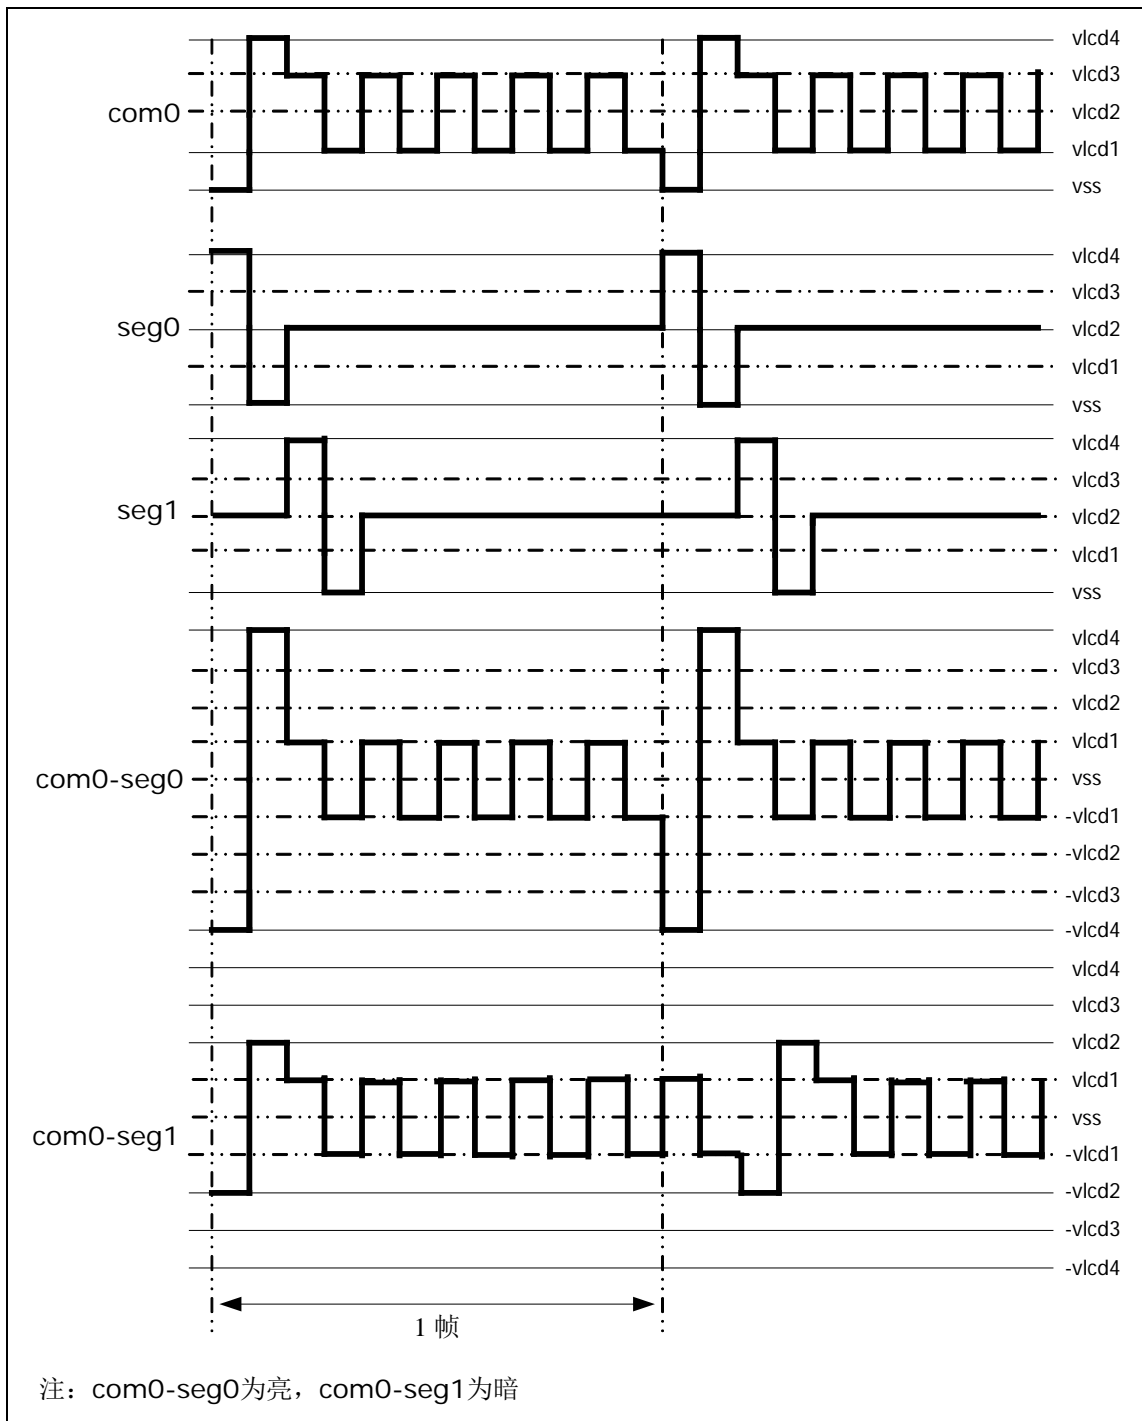 vlcd4
vlcd3
com0
vlcd2
vlcd1
vss
vlcd4
vlcd3
seg0
vlcd2
vlcd1
vss
vlcd4
vlcd3
seg1
vlcd2
vlcd1
vss
vlcd4
vlcd3
vlcd2
vlcd1
com0-seg0
vss
-vlcd1
-vlcd2
-vlcd3
-vlcd4
vlcd4
vlcd3
vlcd2
vlcd1
vss
com0-seg1
-vlcd1
-vlcd2
-vlcd3
-vlcd4
1 帧
注：com0-seg0为亮，com0-seg1为暗